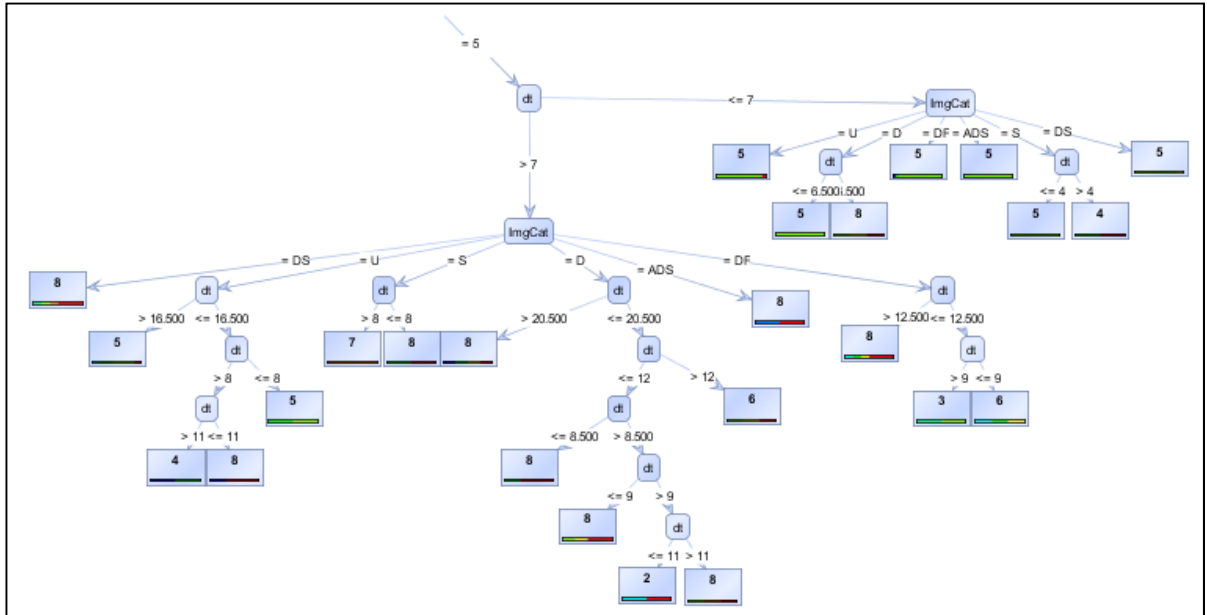 = 5
dt
<= 7
ImgCat
= U
= D
= DF
= ADS
= S
= DS
5
dt
5
5
dt
5
> 7
<= 6.500
.500
<= 4
> 4
5
8
5
4
ImgCat
= DS
= U
= S
= D
= ADS
= DF
8
dt
dt
dt
8
dt
> 16.500
<= 16.500
> 8
<= 8
> 20.500
<= 20.500
> 12.500
<= 12.500
5
dt
7
8
8
dt
8
dt
> 8
<= 8
<= 12
> 12
> 9
<= 9
dt
5
dt
6
3
6
> 11
<= 11
<= 8.500
> 8.500
4
8
8
dt
<= 9
> 9
8
dt
<= 11
> 11
2
8